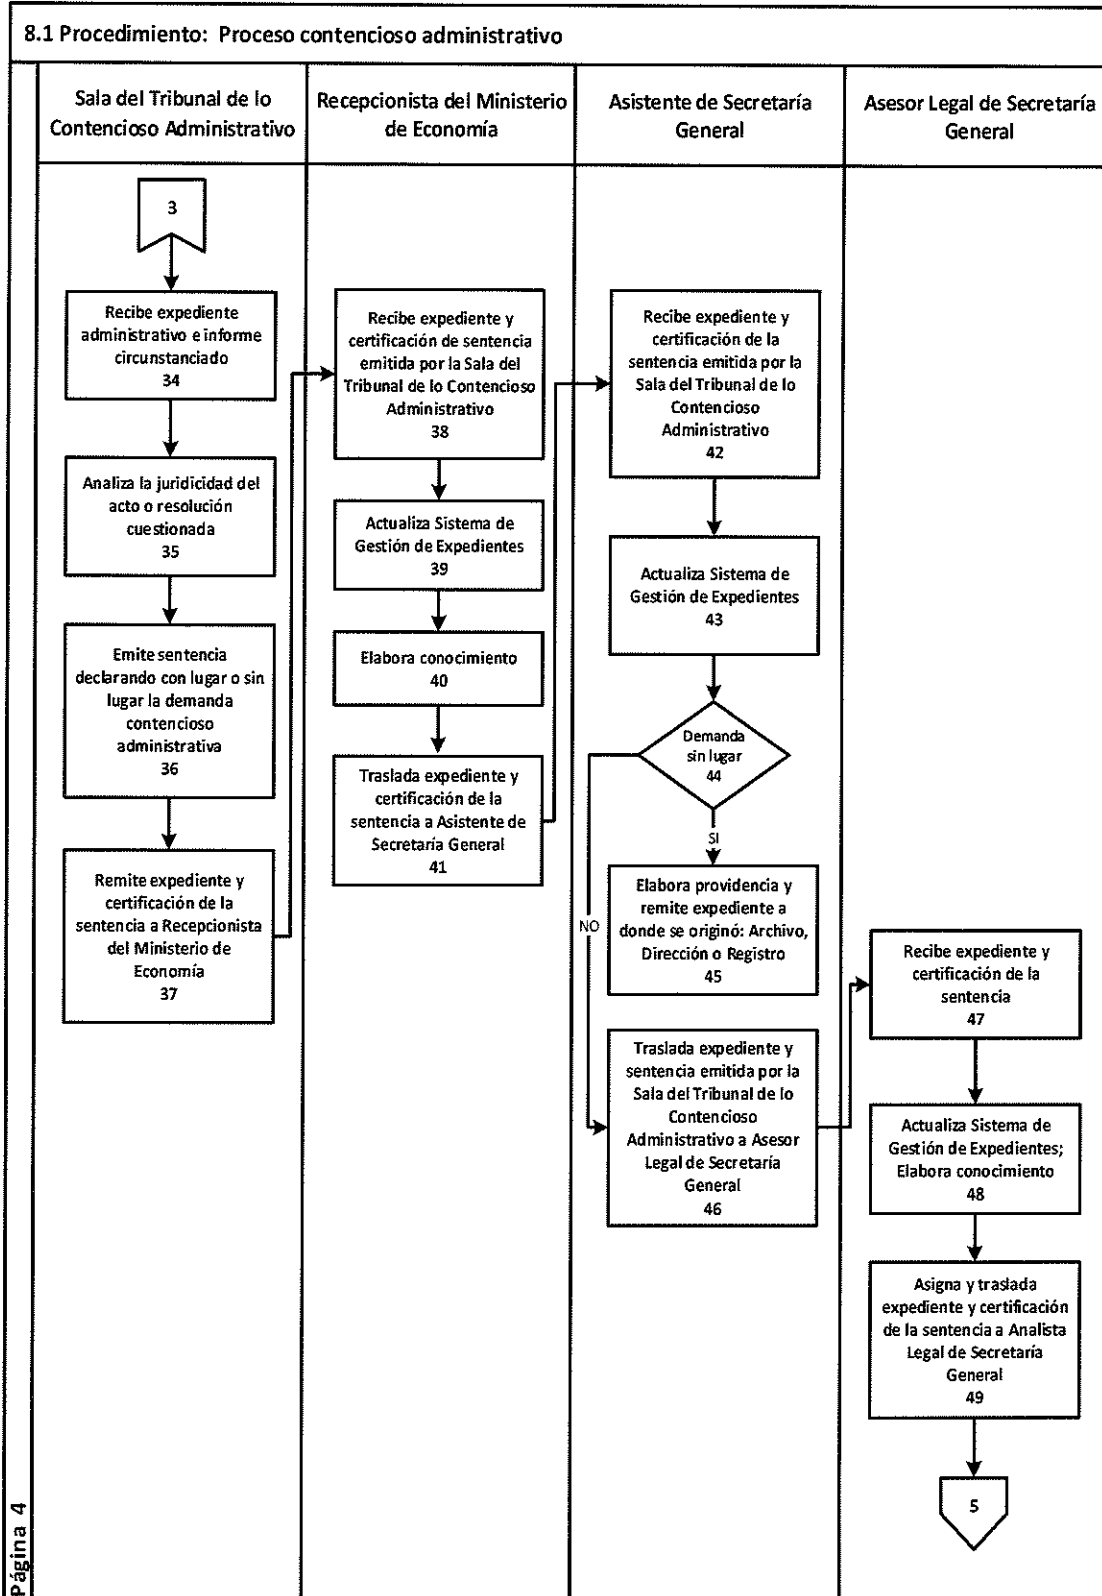 8.1 Procedimiento: Proceso contencioso administrativo
Sala del Tribunal de lo
Contencioso Administrativo
Recepcionista del Ministerio
de Economía
Asistente de Secretaría
General
Asesor Legal de Secretaría
General
3
Recibe expediente
administrativo e informe
circunstanciado
34
Analiza la juridicidad del
acto o resolución
cuestionada
35
Emite sentencia
declarando con lugar o sin
lugar la demanda
contencioso
administrativa
36
Remite expediente y
certificación de la
sentencia a Recepcionista
del Ministerio de
Economía
37
Recibe expediente y
certificación de sentencia
emitida por la Sala del
Tribunal de lo Contencioso
Administrativo
38
Actualiza Sistema de
Gestión de Expedientes
39
Elabora conocimiento
40
Traslada expediente y
certificación de la
sentencia a Asistente de
Secretaría General
41
Recibe expediente y
certificación de la
sentencia emitida por la
Sala del Tribunal de lo
Contencioso
Administrativo
42
Actualiza Sistema de
Gestión de Expedientes
43
Demanda
sin lugar
44
SI
NO
Elabora providencia y
remite expediente a
donde se originó: Archivo,
Dirección o Registro
45
Traslada expediente y
sentencia emitida por la
Sala del Tribunal de lo
Contencioso
Administrativo a Asesor
Legal de Secretaría
General
46
Recibe expediente y
certificación de la
sentencia
47
Actualiza Sistema de
Gestión de Expedientes;
Elabora conocimiento
48
Asigna y traslada
expediente y certificación
de la sentencia a Analista
Legal de Secretaría
General
49
5
Página 4